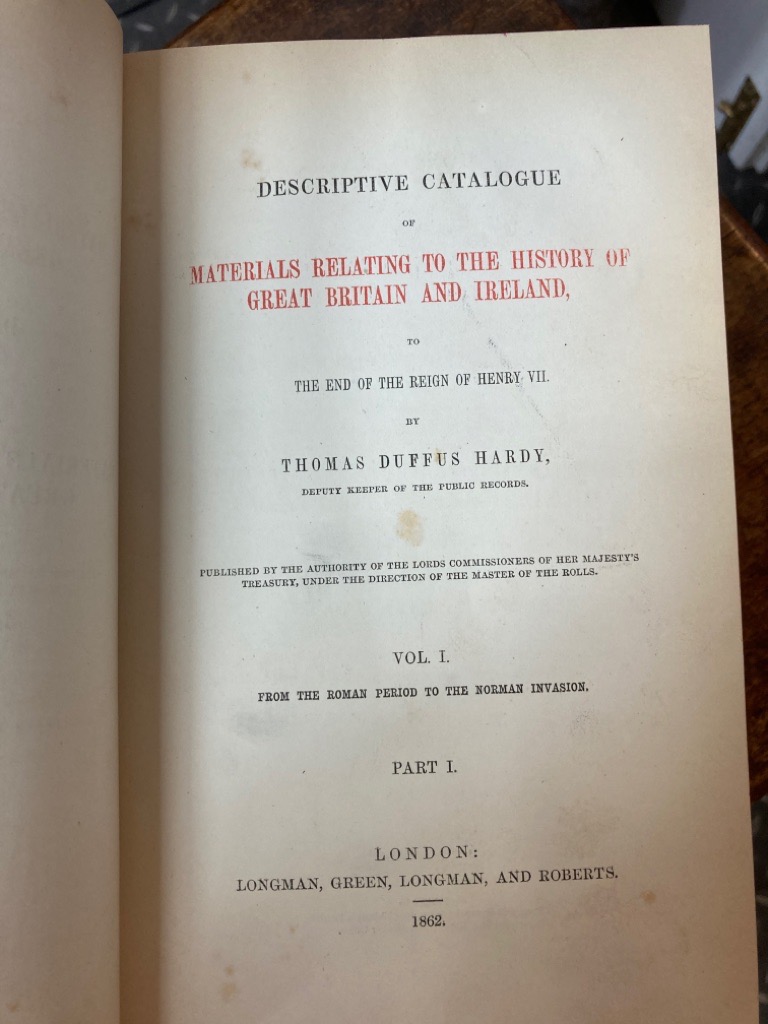 DESCRIPTIVE CATALOGUE
OF
MATERIALS RELATING TO THE HISTORY OF
GREAT BRITAIN AND IRELAND,
TO
THE END OF THE REIGN OF HENRY VII.
BY
THOMAS DUFFUS HARDY,
DEPUTY KEEPER OF THE PUBLIC RECORDS.
PUBLISHED BY THE AUTHORITY OF THE LORDS COMMISSIONERS OF HER MAJESTY'S
TREASURY, UNDER THE DIRECTION OF THE MASTER OF THE ROLLS.
VOL. I.
FROM THE ROMAN PERIOD TO THE NORMAN INVASION.
PART I.
LONDON:
LONGMAN, GREEN, LONGMAN, AND ROBERTS.
1862.